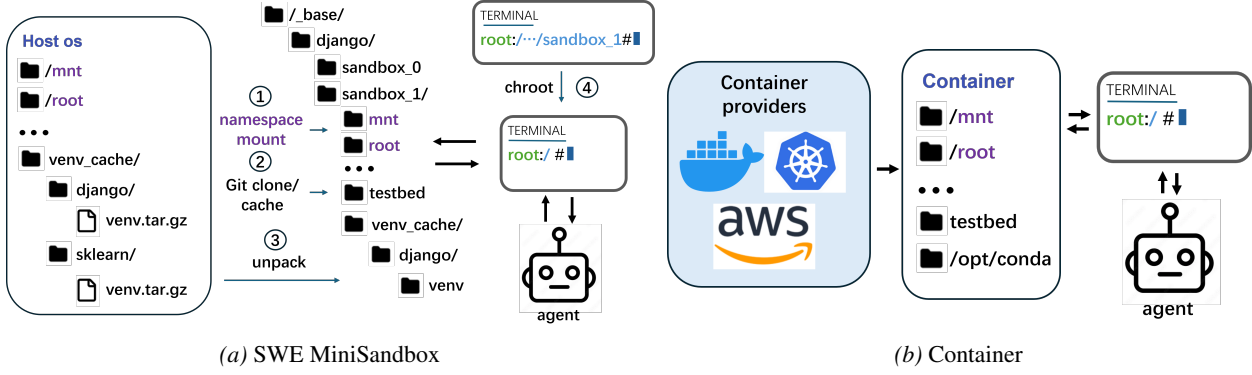 Host os
/mnt
/root
•••
venv_cache/
django/
venv.tar.gz
sklearn/
venv.tar.gz
①
namespace
mount
②
Git clone/
cache
③
unpack
/_base/
django/
sandbox_0
sandbox_1/
mnt
root
•••
testbed
venv_cache/
django/
venv
TERMINAL
root:/···/sandbox_1#
chroot ④
TERMINAL
root:/ #
agent
(a) SWE MiniSandbox
Container
providers
aws
Container
/mnt
/root
•••
testbed
/opt/conda
TERMINAL
root:/ #
agent
(b) Container